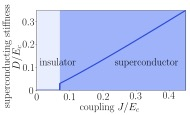 superconducting stiffness
D/E_c
0.3
0.2
0.1
0
insulator
superconductor
0
0.1
0.2
0.3
0.4
coupling J/E_c